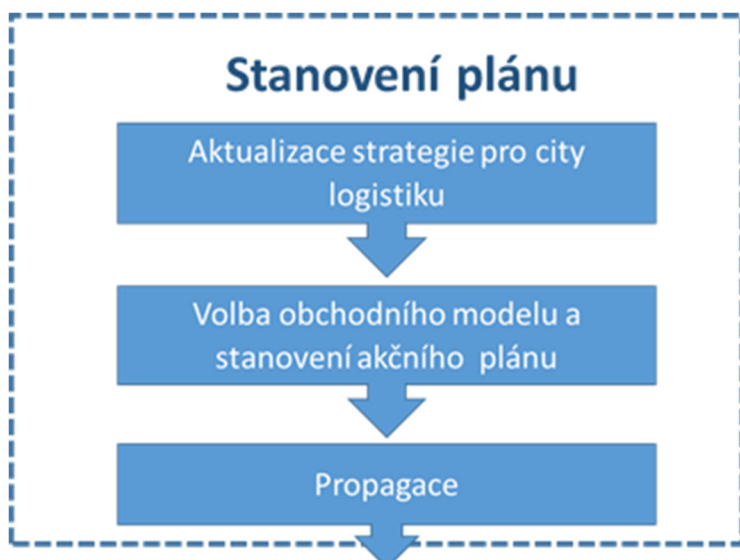 Stanovení plánu
Aktualizace strategie pro city
logistiku
Volba obchodního modelu a
stanovení akčního plánu
Propagace